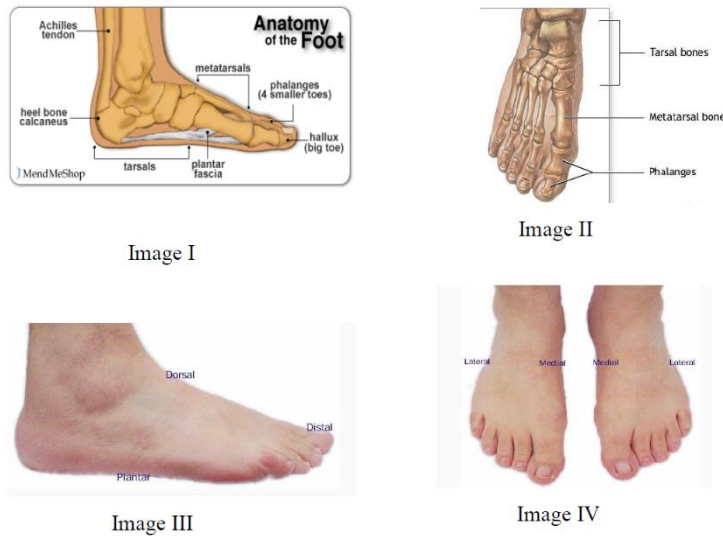 Anatomy
of the Foot
Achilles
tendon
metatarsals
phalanges
(4 smaller toes)
heel bone
calcaneus
hallux
(big toe)
tarsals
plantar
fascia
MendMeShop
Image I
Tarsal bones
Metatarsal bone
Phalanges
Image II
Dorsal
Distal
Plantar
Image III
Lateral
Medial
Medial
Lateral
Image IV